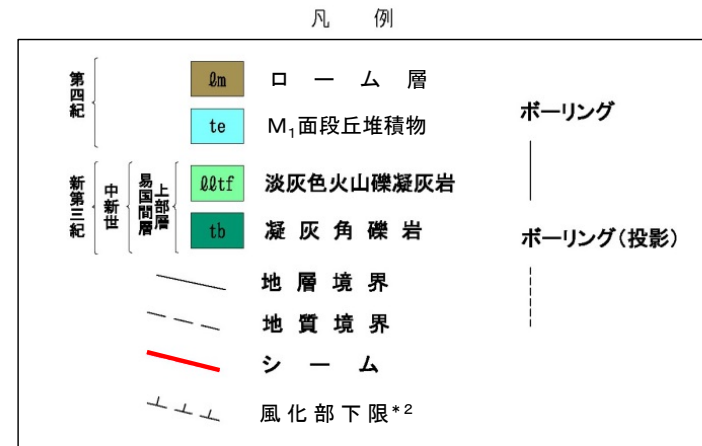 凡 例
第四紀
ℓm ローム層
te M₁面段丘堆積物
新第三紀
中新世
易国間層
上部層
ℓℓtf 淡灰色火山礫凝灰岩
tb 凝灰角礫岩
地層境界
地質境界
シーム
風化部下限*²
ボーリング
ボーリング(投影)